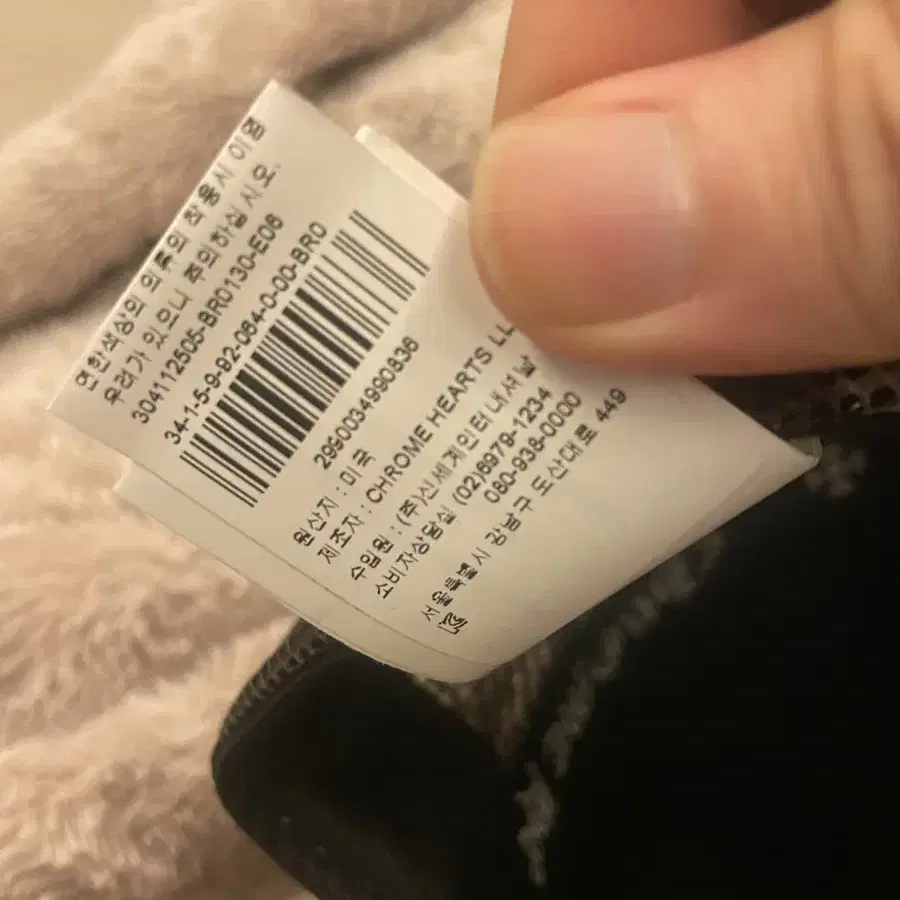 연한색상의 의류의 착용시 이염
우려가 있으니 주의하십시오.
304112505-BR0130-E06
34-1-5-9-92-064-0-00-BR0
2990034990836
원산지 : 미국
제조자 : CHROME HEARTS LL
수입원 : (주)신세계인터내셔날
소비자상담실 (02)6979-1234
080-938-0000
서울특별시 강남구 도산대로 449